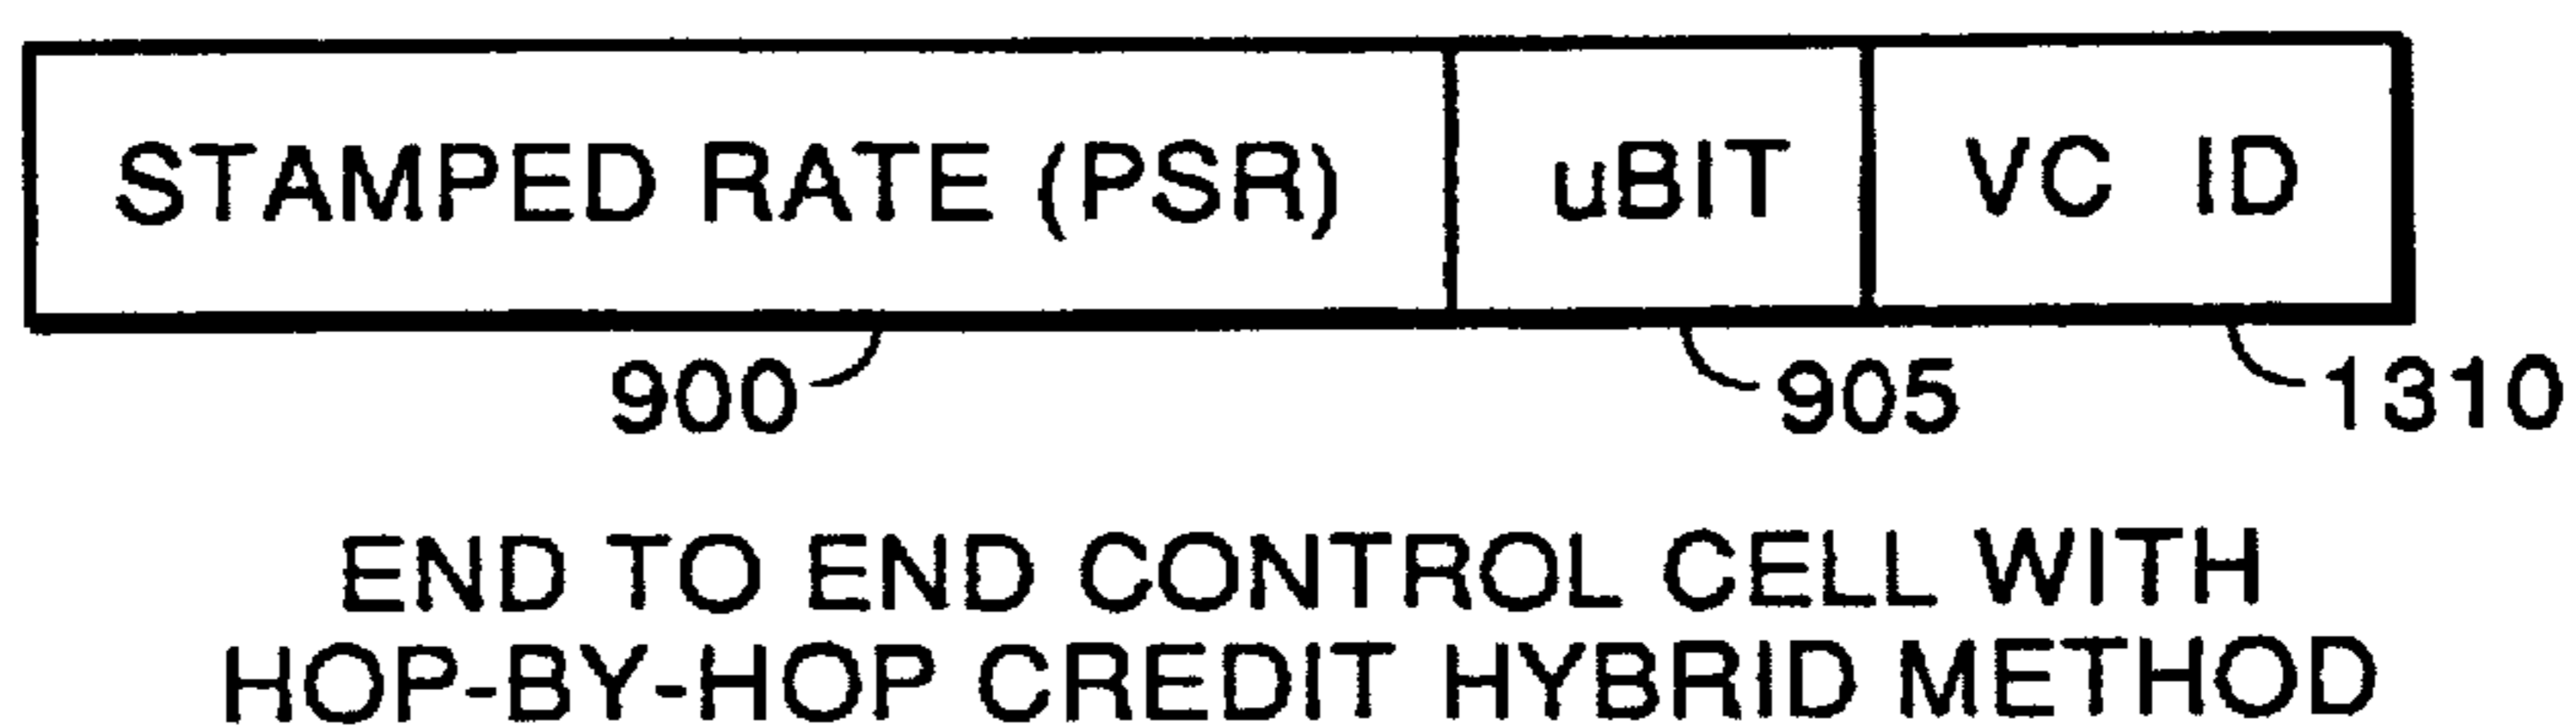 STAMPED RATE (PSR) uBIT VC ID
900 905 1310
END TO END CONTROL CELL WITH
HOP-BY-HOP CREDIT HYBRID METHOD